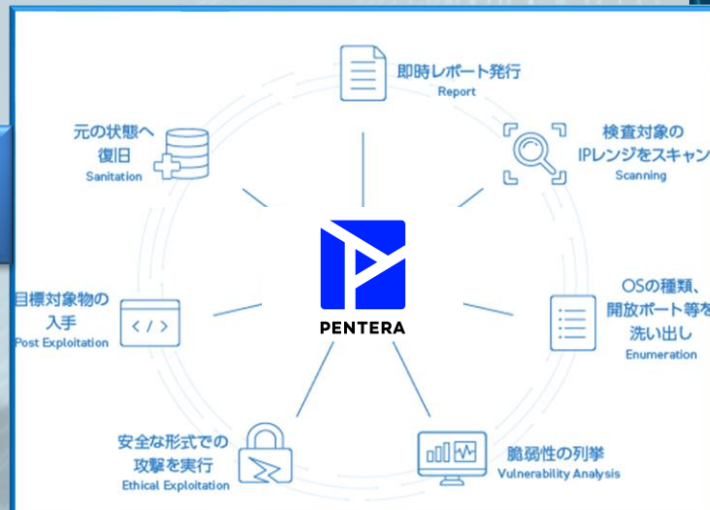 即時レポート発行
Report
検査対象の
IPレンジをスキャン
Scanning
OSの種類、
開放ポート等を
洗い出し
Enumeration
脆弱性の列挙
Vulnerability Analysis
安全な形式での
攻撃を実行
Ethical Exploitation
目標対象物の
入手
Post Exploitation
元の状態へ
復旧
Sanitation
PENTERA